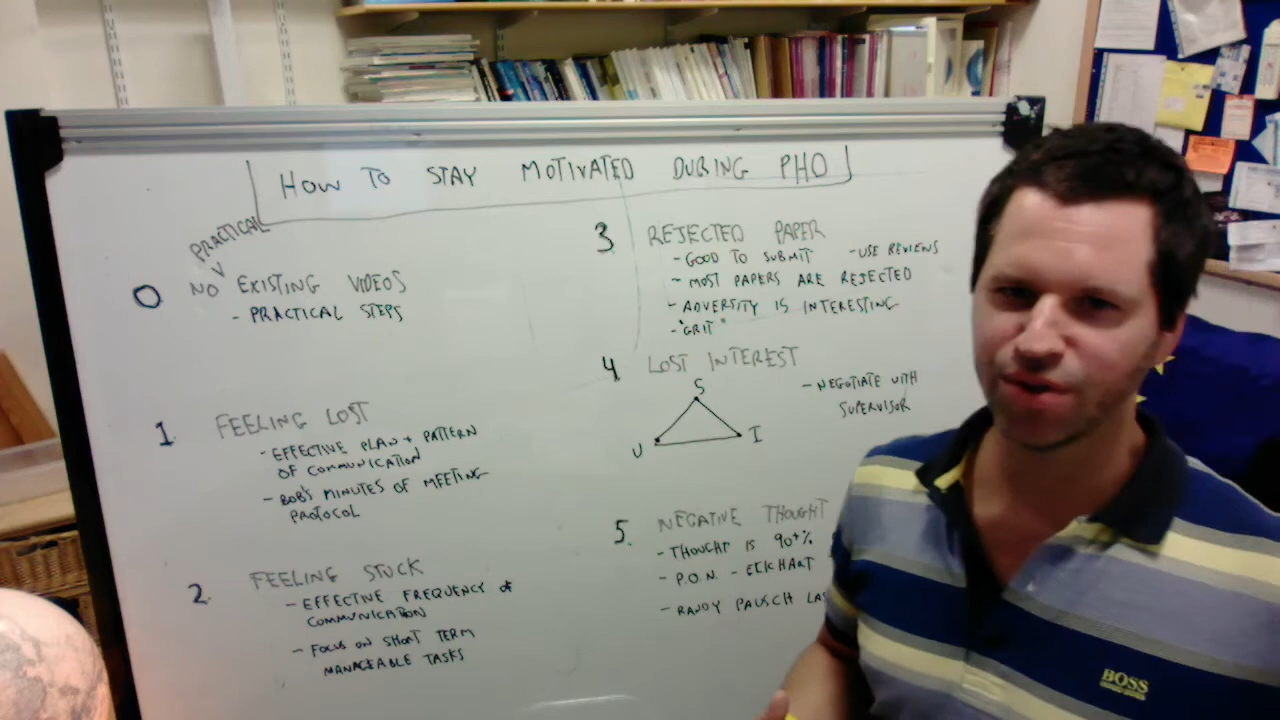 HOW TO STAY MOTIVATED DURING PHD
PRACTICAL
0 NO EXISTING VIDEOS
- PRACTICAL STEPS
1. FEELING LOST
- EFFECTIVE PLAN + PATTERN
OF COMMUNICATION
- BOB'S MINUTES OF MEETING
PROTOCOL
2. FEELING STUCK
- EFFECTIVE FREQUENCY OF
COMMUNICATION
- FOCUS ON SHORT TERM
MANAGEABLE TASKS
3 REJECTED PAPER
- GOOD TO SUBMIT - USE REVIEWS
- MOST PAPERS ARE REJECTED
- ADVERSITY IS INTERESTING
- "GRIT"
4 LOST INTEREST
S
U
I
- NEGOTIATE WITH
SUPERVISOR
5. NEGATIVE THOUGHT
- THOUGHT IS 90+%
- P.O.N. - ECKHART
- RANDY PAUSCH LAS
BOSS